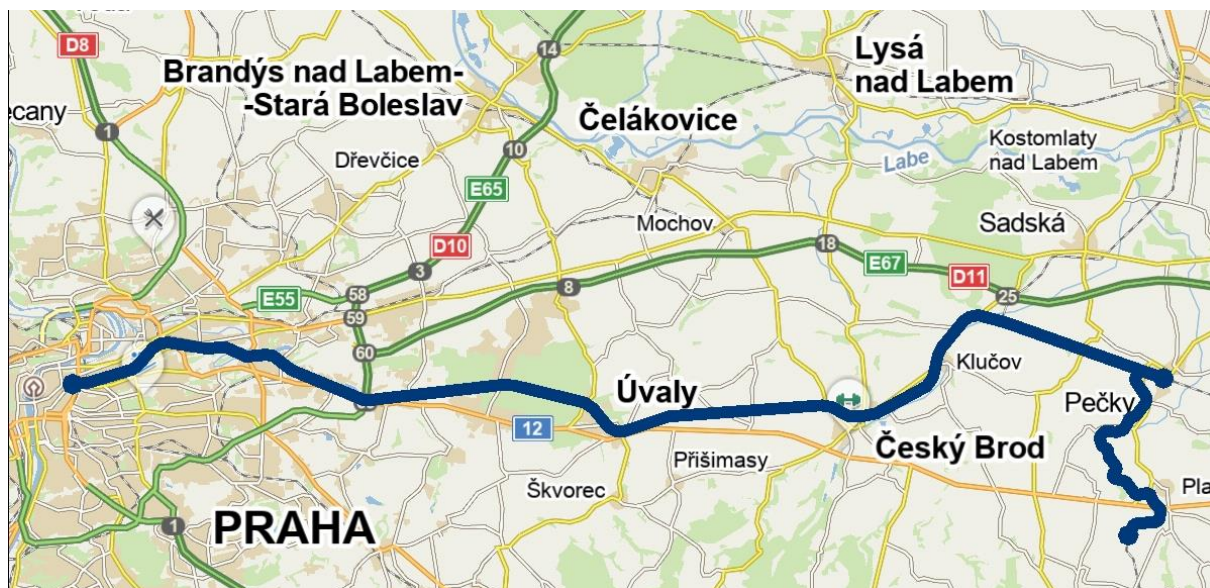 D8
14
Lysá
nad Labem
Brandýs nad Labem-
-Stará Boleslav
ecany
1
Čelákovice
Kostomlaty
nad Labem
Dřevčice
10
Labe
E65
Mochov
Sadská
D10
18
E67
3
D11
E55
58
8
25
59
60
Klučov
Úvaly
Pečky
12
Český Brod
Přišimasy
Škvorec
Pla
1
PRAHA